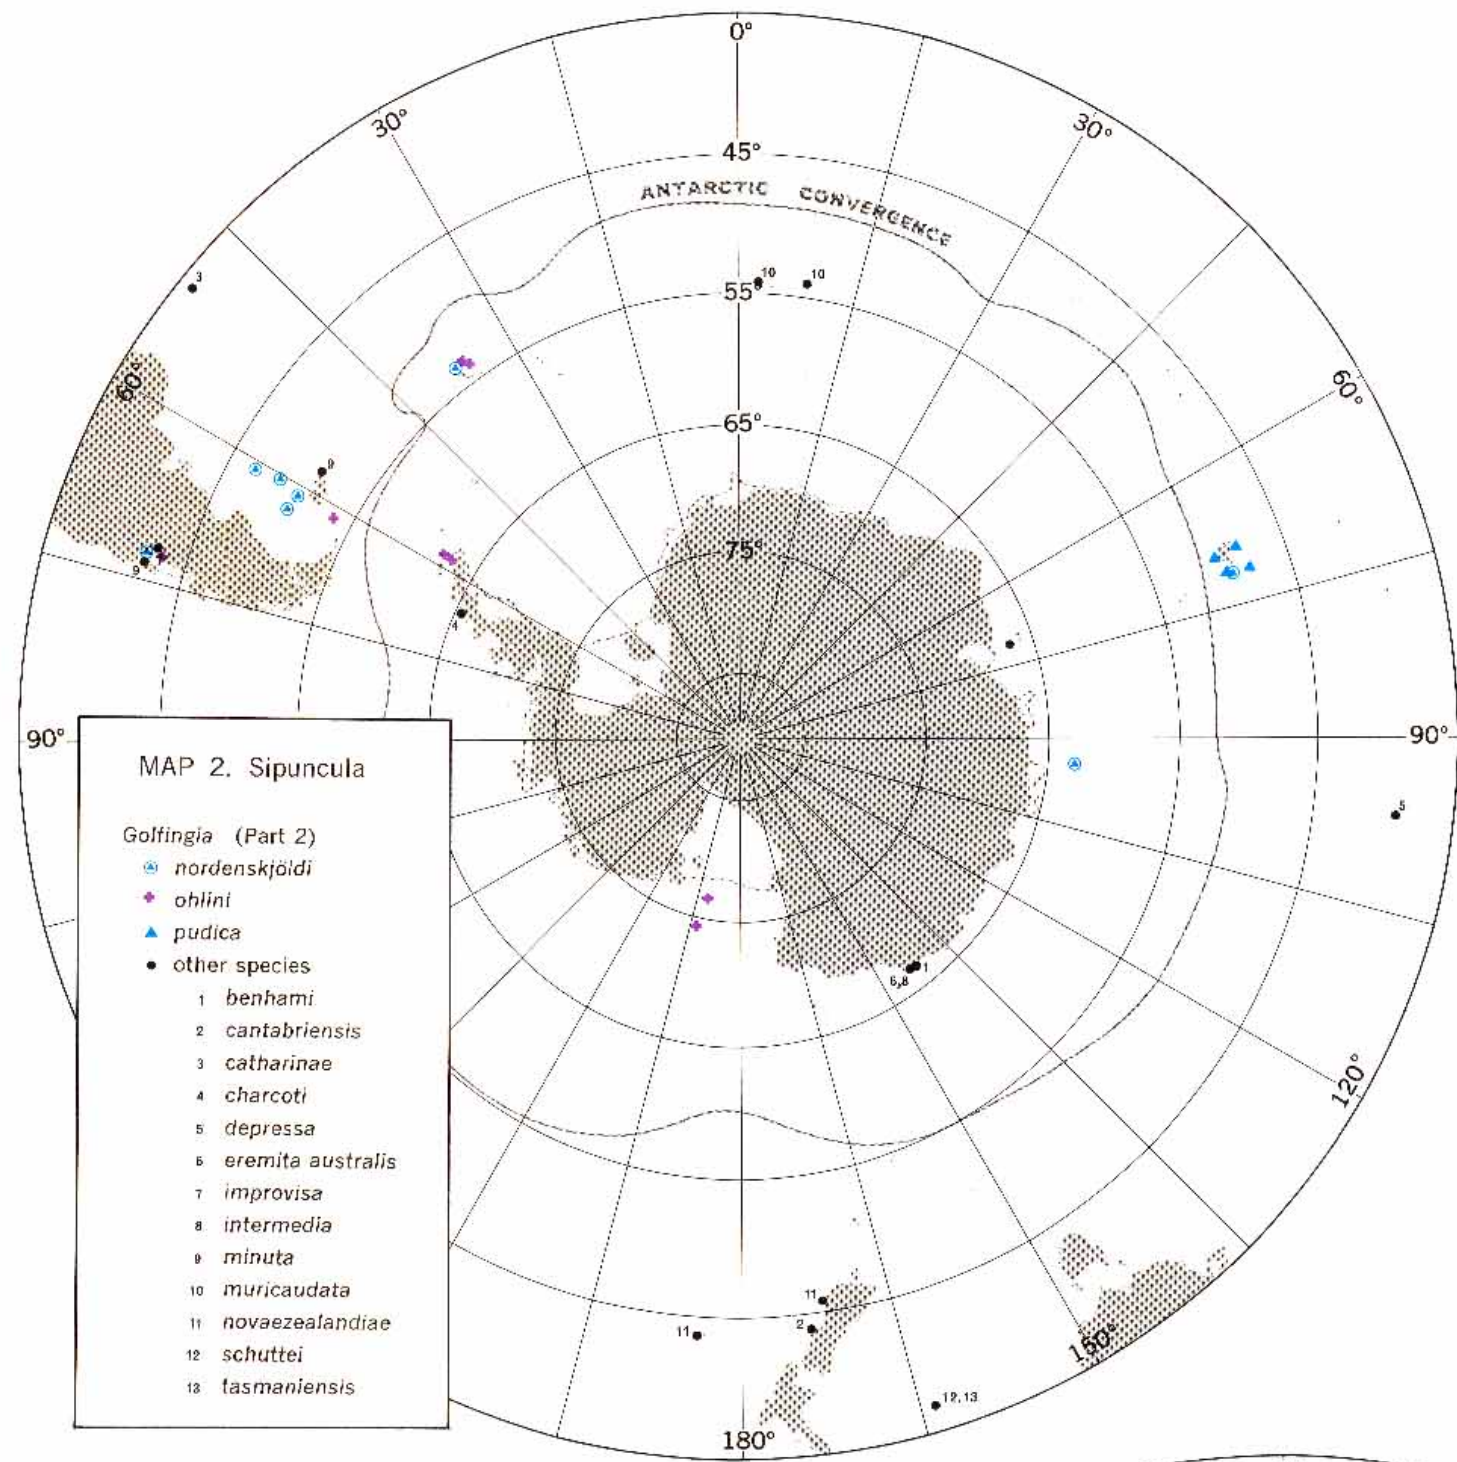 0°
30°
30°
45°
ANTARCTIC CONVERGENCE
3
10
10
55°
60°
60°
65°
9
75°
9
4
90°
90°
5
MAP 2. Sipuncula
Golfingia (Part 2)
nordenskjöldi
ohlini
pudica
other species
1 benhami
2 cantabriensis
3 catharinae
4 charcoti
5 depressa
6 eremita australis
7 improvisa
8 intermedia
9 minuta
10 muricaudata
11 novaezealandiae
12 schuttei
13 tasmaniensis
1
6,8
120°
11
2
11
150°
12,13
180°